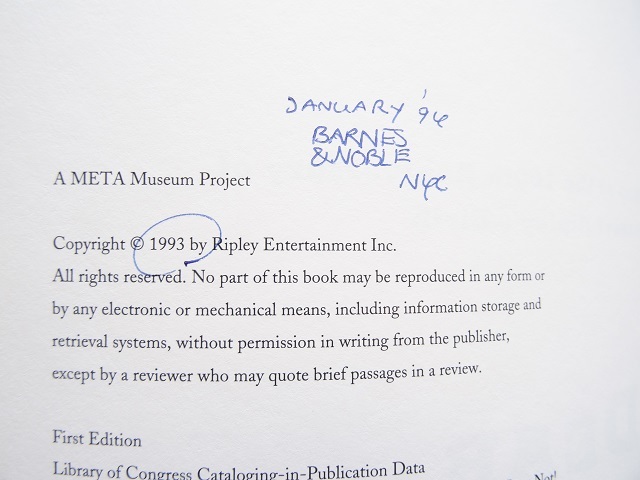 JANUARY '94
BARNES
& NOBLE
NYC
A META Museum Project
Copyright © 1993 by Ripley Entertainment Inc.
All rights reserved. No part of this book may be reproduced in any form or
by any electronic or mechanical means, including information storage and
retrieval systems, without permission in writing from the publisher,
except by a reviewer who may quote brief passages in a review.
First Edition
Library of Congress Cataloging-in-Publication Data
Not!